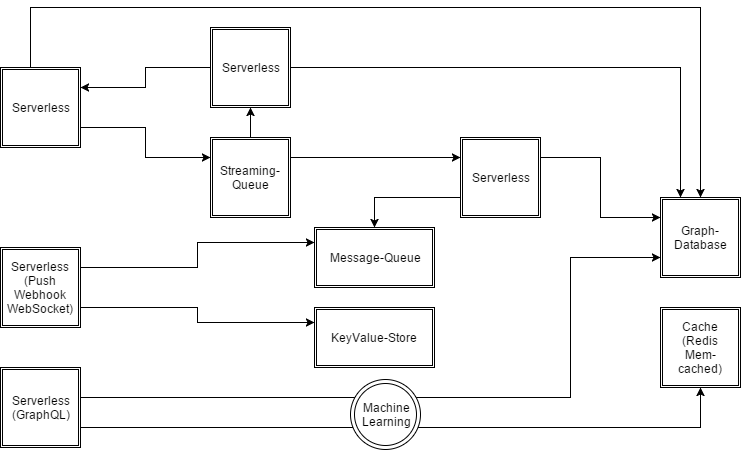 Serverless
Serverless
Streaming-
Queue
Serverless
Graph-
Database
Message-Queue
Serverless
(Push
Webhook
WebSocket)
KeyValue-Store
Cache
(Redis
Mem-
cached)
Serverless
(GraphQL)
Machine
Learning